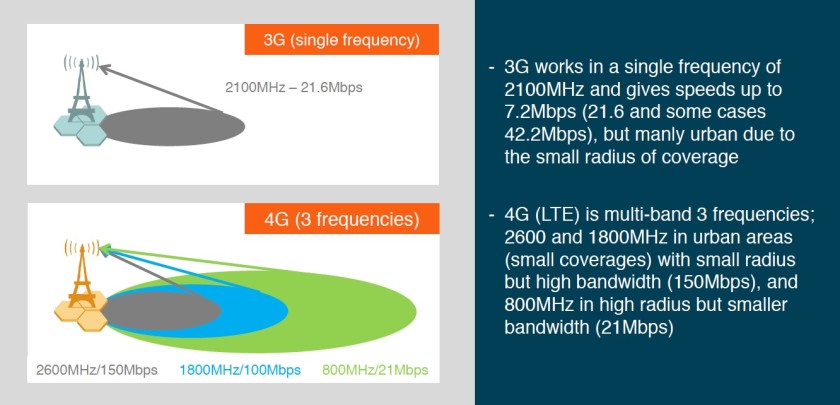 3G (single frequency)
2100MHz – 21.6Mbps
4G (3 frequencies)
2600MHz/150Mbps 1800MHz/100Mbps 800MHz/21Mbps
- 3G works in a single frequency of
2100MHz and gives speeds up to
7.2Mbps (21.6 and some cases
42.2Mbps), but manly urban due to
the small radius of coverage
- 4G (LTE) is multi-band 3 frequencies;
2600 and 1800MHz in urban areas
(small coverages) with small radius
but high bandwidth (150Mbps), and
800MHz in high radius but smaller
bandwidth (21Mbps)